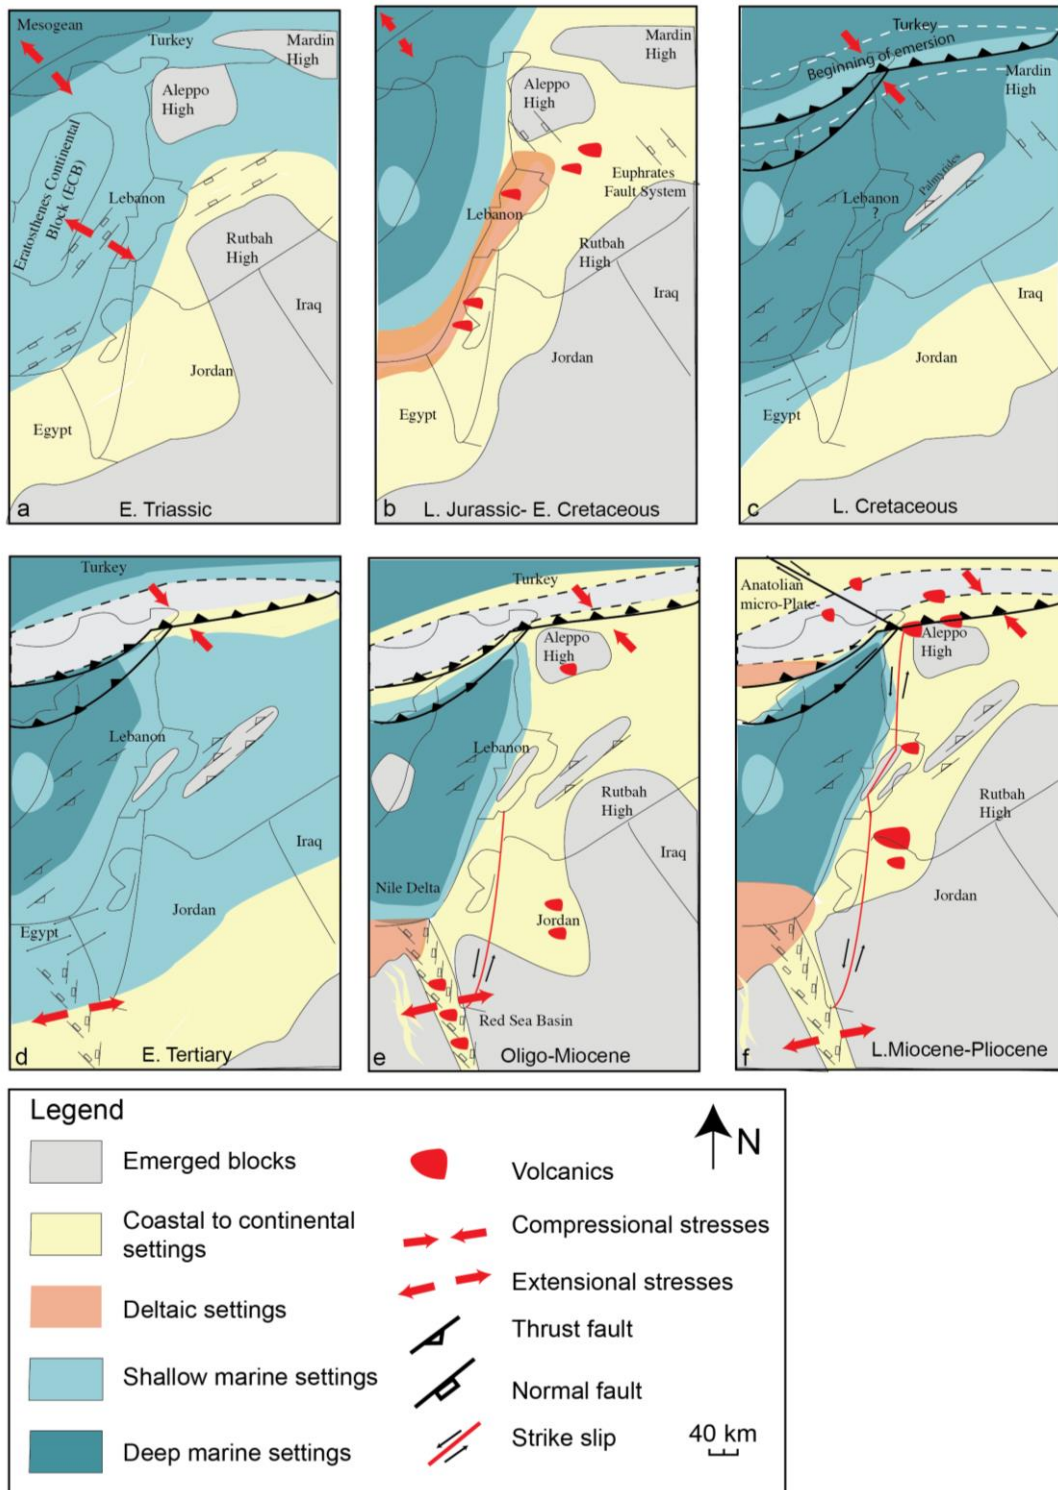 Mesogean
Turkey
Mardin
High
Aleppo
High
Eratosthenes Continental
Block (ECB)
Lebanon
Rutbah
High
Iraq
Jordan
Egypt
a
E. Triassic
Mardin
High
Aleppo
High
Euphrates
Fault System
Lebanon
Rutbah
High
Iraq
Jordan
Egypt
b
L. Jurassic- E. Cretaceous
Turkey
Beginning of emersion
Mardin
High
Palmyrides
Lebanon
?
Iraq
Jordan
Egypt
c
L. Cretaceous
Turkey
Lebanon
Iraq
Jordan
Egypt
d
E. Tertiary
Turkey
Aleppo
High
Lebanon
Rutbah
High
Iraq
Nile Delta
Jordan
Red Sea Basin
e
Oligo-Miocene
Anatolian
micro-Plate
Aleppo
High
Rutbah
High
Jordan
f
L.Miocene-Pliocene
Legend
N
Emerged blocks
Coastal to continental
settings
Deltaic settings
Shallow marine settings
Deep marine settings
Volcanics
Compressional stresses
Extensional stresses
Thrust fault
Normal fault
Strike slip
40 km